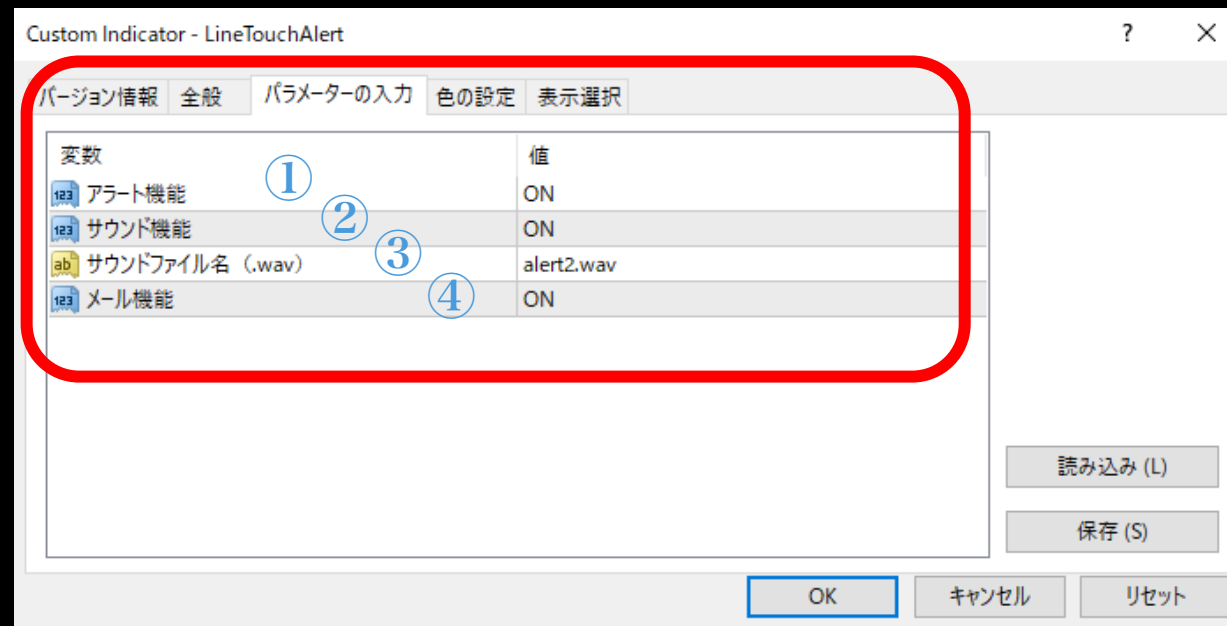 Custom Indicator - LineTouchAlert ? ×
バージョン情報 全般 パラメーターの入力 色の設定 表示選択
変数 値
123 アラート機能 ① ON
123 サウンド機能 ② ON
ab サウンドファイル名（.wav） ③ alert2.wav
123 メール機能 ④ ON
読み込み (L)
保存 (S)
OK キャンセル リセット